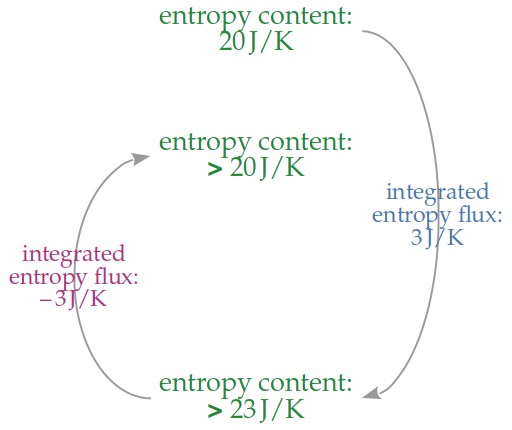 entropy content:
20 J/K
entropy content:
> 20 J/K
integrated
entropy flux:
3 J/K
integrated
entropy flux:
–3 J/K
entropy content:
> 23 J/K